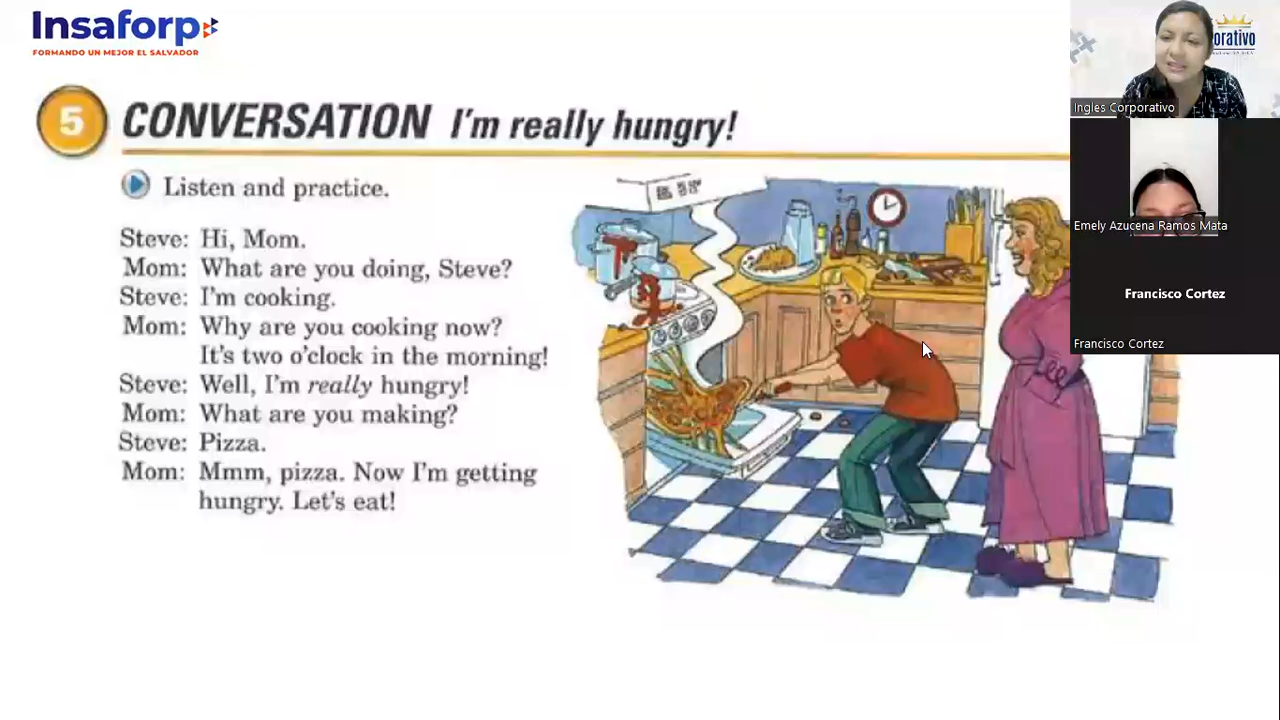 Insaforp
FORMANDO UN MEJOR EL SALVADOR
orativo
Ingles Corporativo
5 CONVERSATION I'm really hungry!
Listen and practice.
Steve: Hi, Mom.
Mom: What are you doing, Steve?
Steve: I'm cooking.
Mom: Why are you cooking now?
It's two o'clock in the morning!
Steve: Well, I'm really hungry!
Mom: What are you making?
Steve: Pizza.
Mom: Mmm, pizza. Now I'm getting
hungry. Let's eat!
Emely Azucena Ramos Mata
Francisco Cortez
Francisco Cortez